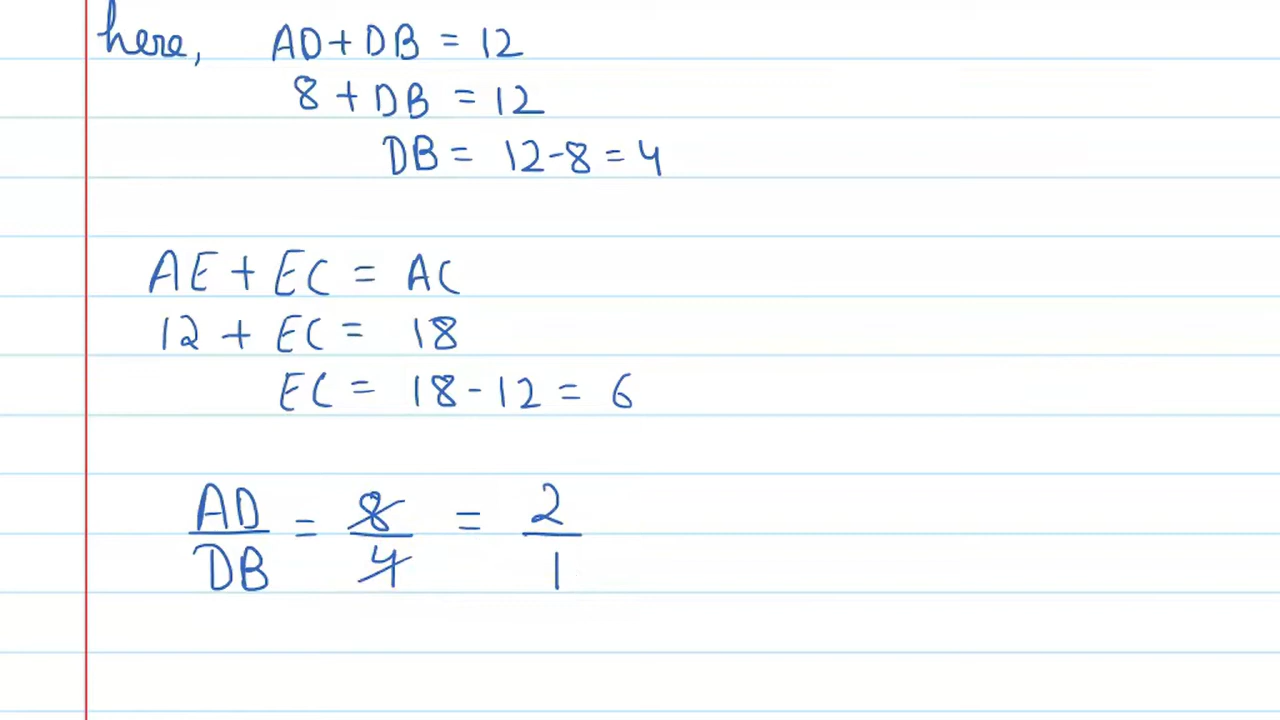 here, AD + DB = 12
8 + DB = 12
DB = 12 - 8 = 4
AE + EC = AC
12 + EC = 18
EC = 18 - 12 = 6
AD/DB = 8/4 = 2/1